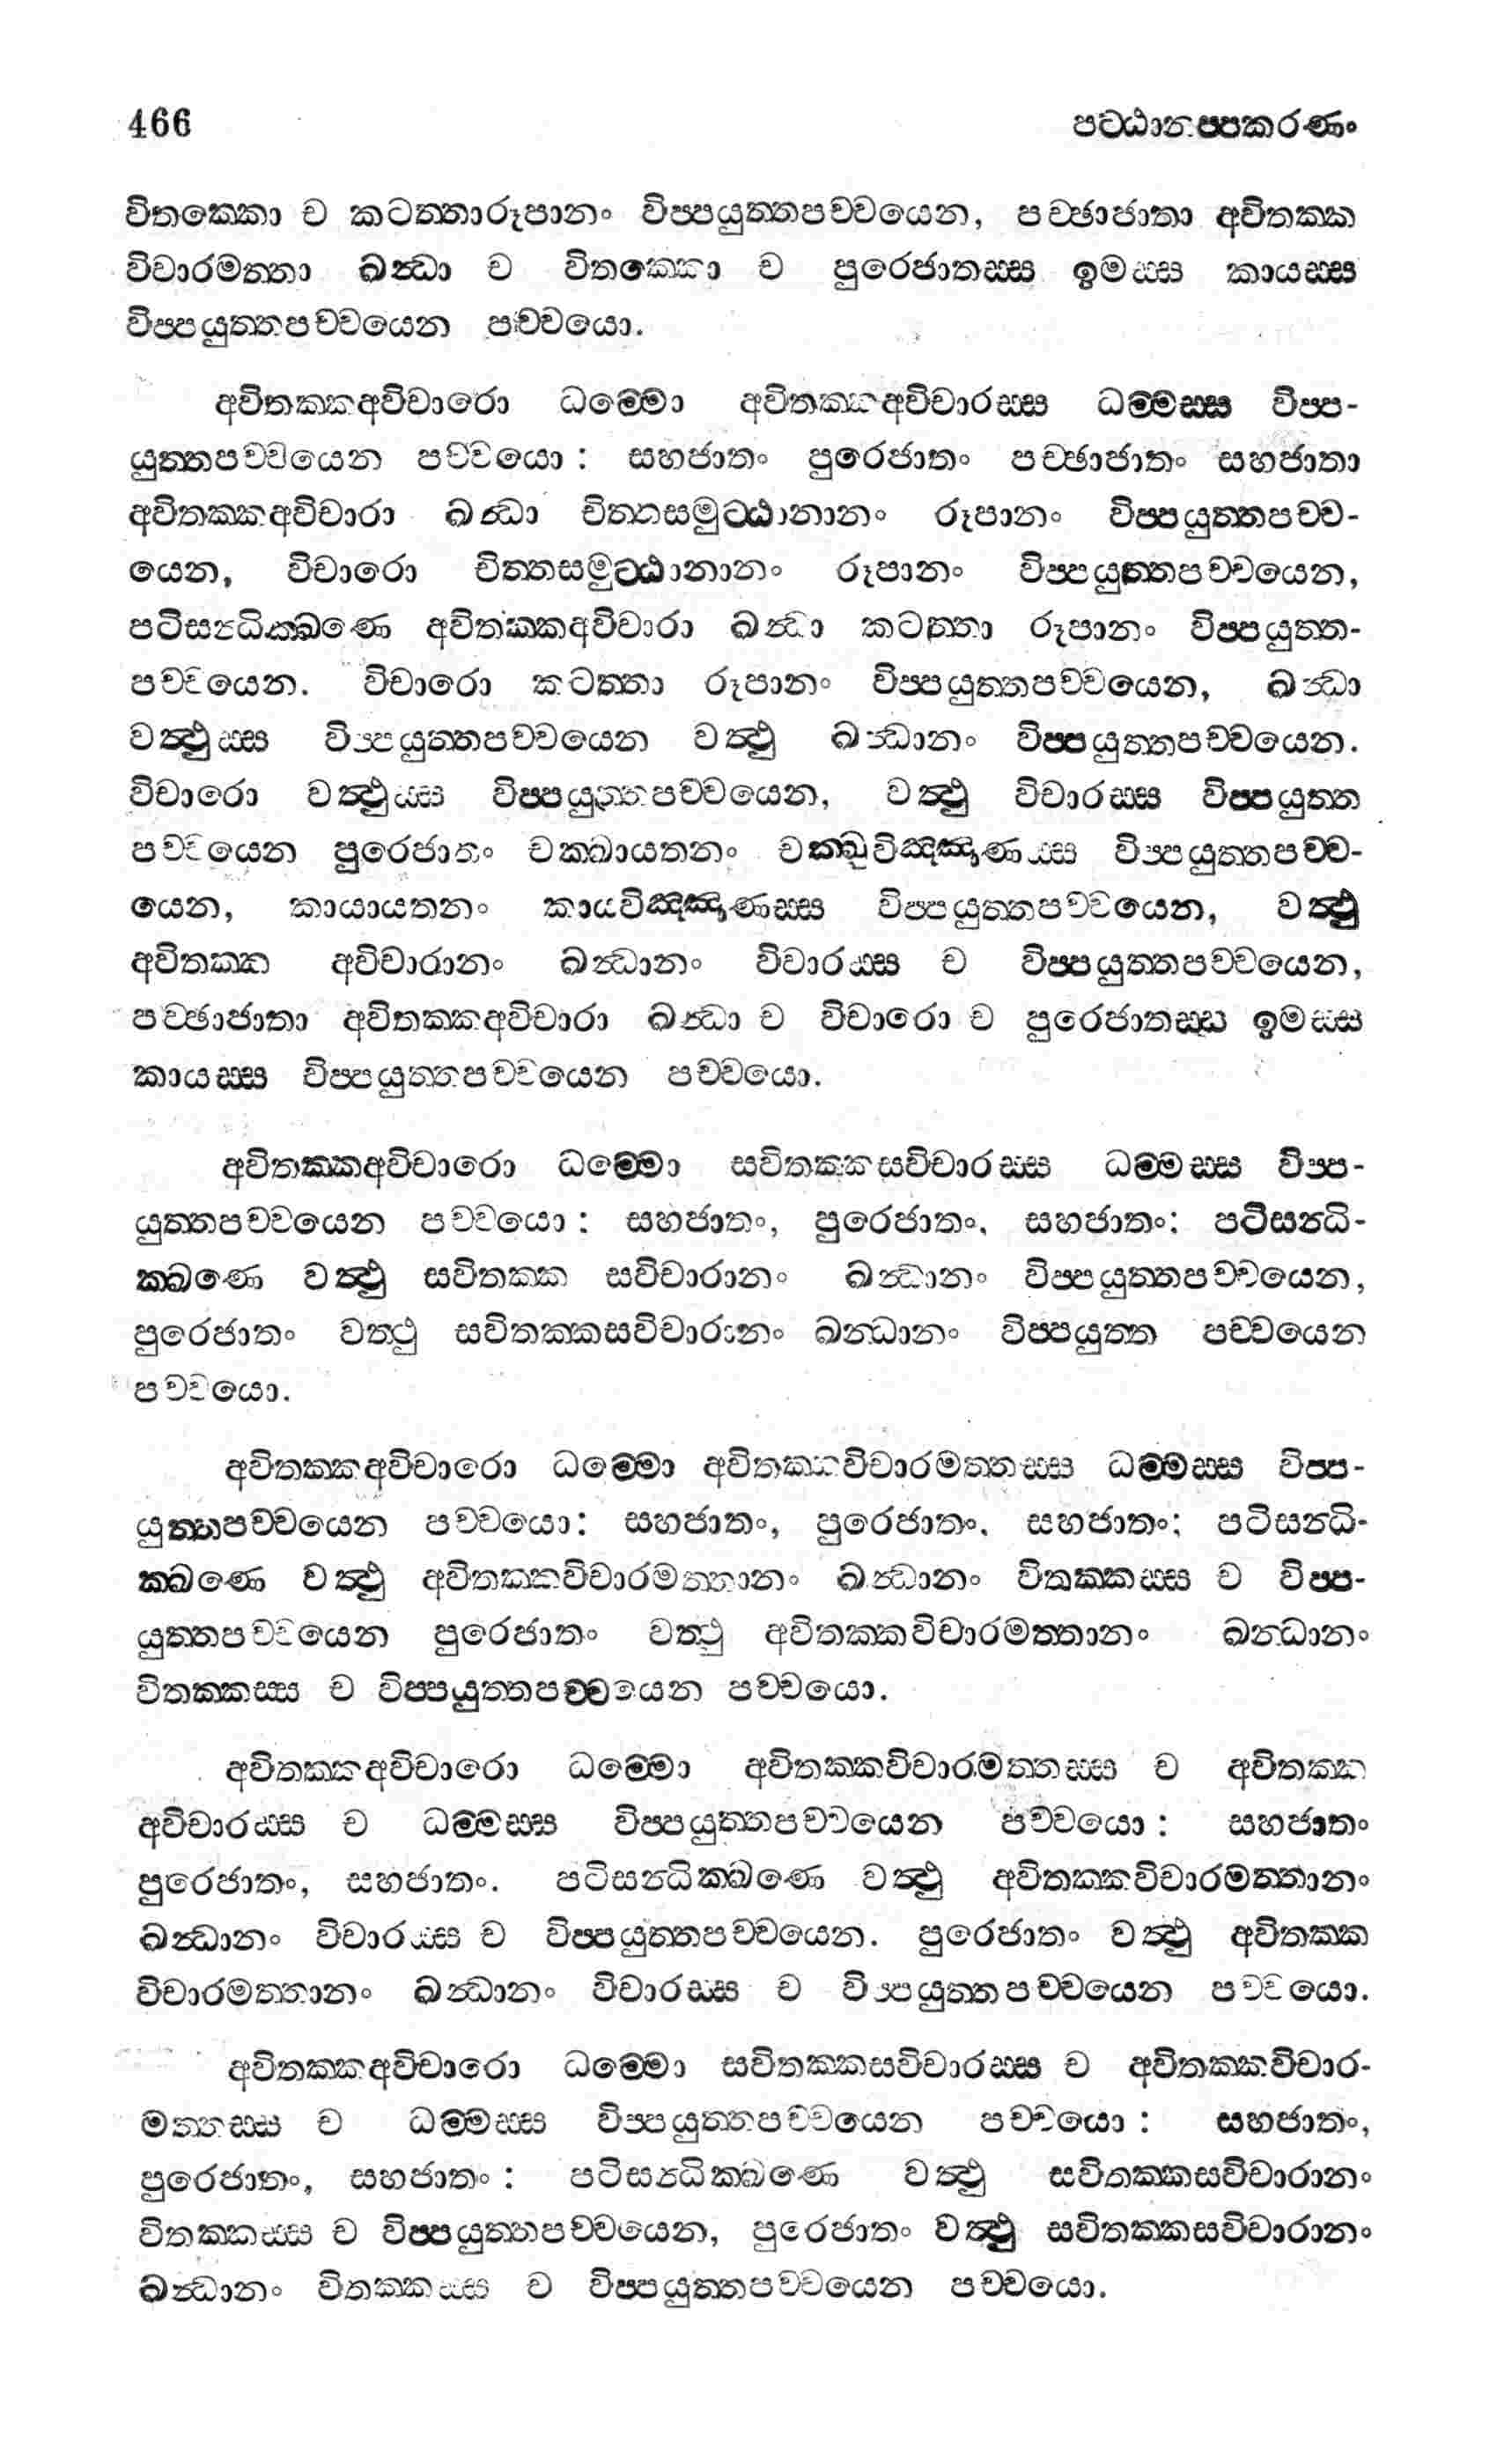 466 පට්ඨානප්පකරණං
විතක්කො ච කටත්තාරූපානං විප්පයුත්තපච්චයෙන, පච්ඡාජාතා අවිතක්ක
විචාරමත්තා ඛන්ධා ච විතක්කො ච පුරෙජාතස්ස ඉමස්ස කායස්ස
විප්පයුත්තපච්චයෙන පච්චයො.
අවිතක්කඅවිචාරො ධම්මො අවිතක්කඅවිචාරස්ස ධම්මස්ස විප්ප-
යුත්තපච්චයෙන පච්චයො : සහජාතං පුරෙජාතං පච්ඡාජාතං සහජාතා
අවිතක්කඅවිචාරා ඛන්ධා චිත්තසමුට්ඨානානං රූපානං විප්පයුත්තපච්ච-
යෙන, විචාරො චිත්තසමුට්ඨානානං රූපානං විප්පයුත්තපච්චයෙන,
පටිසන්ධික්ඛණෙ අවිතක්කඅවිචාරා ඛන්ධා කටත්තා රූපානං විප්පයුත්ත-
පච්චයෙන. විචාරො කටත්තා රූපානං විප්පයුත්තපච්චයෙන, ඛන්ධා
වත්ථුස්ස විප්පයුත්තපච්චයෙන වත්ථු ඛන්ධානං විප්පයුත්තපච්චයෙන.
විචාරො වත්ථුස්ස විප්පයුත්තපච්චයෙන, වත්ථු විචාරස්ස විප්පයුත්ත
පච්චයෙන පුරෙජාතං චක්ඛායතනං චක්ඛුවිඤ්ඤණස්ස විප්පයුත්තපච්ච-
යෙන, කායායතනං කායවිඤ්ඤණස්ස විප්පයුත්තපච්චයෙන, වත්ථු
අවිතක්ක අවිචාරානං ඛන්ධානං විචාරස්ස ච විප්පයුත්තපච්චයෙන,
පච්ඡාජාතා අවිතක්කඅවිචාරා ඛන්ධා ච විචාරො ච පුරෙජාතස්ස ඉමස්ස
කායස්ස විප්පයුත්තපච්චයෙන පච්චයො.
අවිතක්කඅවිචාරො ධම්මො සවිතක්කසවිචාරස්ස ධම්මස්ස විප්ප-
යුත්තපච්චයෙන පච්චයො : සහජාතං, පුරෙජාතං, සහජාතං: පටිසන්ධි-
ක්ඛණෙ වත්ථු සවිතක්ක සවිචාරානං ඛන්ධානං විප්පයුත්තපච්චයෙන,
පුරෙජාතං වත්ථු සවිතක්කසවිචාරානං ඛන්ධානං විප්පයුත්ත පච්චයෙන
පච්චයො.
අවිතක්කඅවිචාරො ධම්මො අවිතක්කවිචාරමත්තස්ස ධම්මස්ස විප්ප-
යුත්තපච්චයෙන පච්චයො: සහජාතං, පුරෙජාතං, සහජාතං: පටිසන්ධි-
ක්ඛණෙ වත්ථු අවිතක්කවිචාරමත්තානං ඛන්ධානං විතක්කස්ස ච විප්ප-
යුත්තපච්චයෙන පුරෙජාතං වත්ථු අවිතක්කවිචාරමත්තානං ඛන්ධානං
විතක්කස්ස ච විප්පයුත්තපච්චයෙන පච්චයො.
අවිතක්කඅවිචාරො ධම්මො අවිතක්කවිචාරමත්තස්ස ච අවිතක්ක
අවිචාරස්ස ච ධම්මස්ස විප්පයුත්තපච්චයෙන පච්චයො : සහජාතං
පුරෙජාතං, සහජාතං. පටිසන්ධික්ඛණෙ වත්ථු අවිතක්කවිචාරමත්තානං
ඛන්ධානං විචාරස්ස ච විප්පයුත්තපච්චයෙන. පුරෙජාතං වත්ථු අවිතක්ක
විචාරමත්තානං ඛන්ධානං විචාරස්ස ච විප්පයුත්තපච්චයෙන පච්චයො.
අවිතක්කඅවිචාරො ධම්මො සවිතක්කසවිචාරස්ස ච අවිතක්කවිචාර-
මත්තස්ස ච ධම්මස්ස විප්පයුත්තපච්චයෙන පච්චයො : සහජාතං,
පුරෙජාතං, සහජාතං : පටිසන්ධික්ඛණෙ වත්ථු සවිතක්කසවිචාරානං
විතක්කස්ස ච විප්පයුත්තපච්චයෙන, පුරෙජාතං වත්ථු සවිතක්කසවිචාරානං
ඛන්ධානං විතක්කස්ස ච විප්පයුත්තපච්චයෙන පච්චයො.